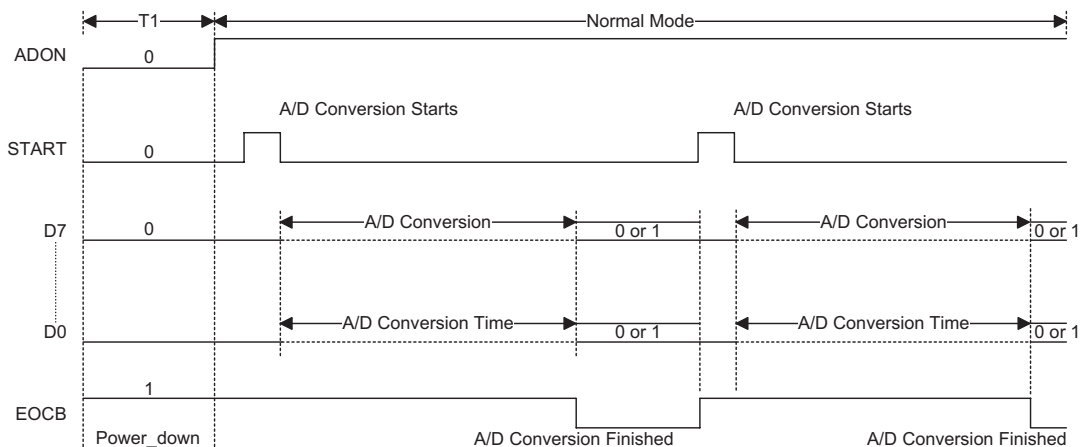 T1 Normal Mode
ADON 0
A/D Conversion Starts A/D Conversion Starts
START 0
A/D Conversion A/D Conversion
D7 0 0 or 1 0 or 1
A/D Conversion Time A/D Conversion Time
D0 0 or 1 0 or 1
1
EOCB
Power_down A/D Conversion Finished A/D Conversion Finished